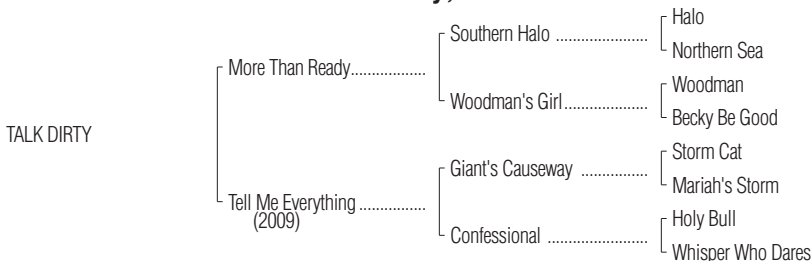 Halo
Southern Halo ......................
Northern Sea
More Than Ready..................
Woodman
Woodman's Girl....................
Becky Be Good
TALK DIRTY
Storm Cat
Giant's Causeway ................
Mariah's Storm
Tell Me Everything ................
(2009)
Holy Bull
Confessional ........................
Whisper Who Dares